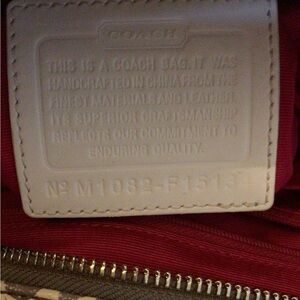 COACH
THIS IS A COACH BAG. IT WAS
HANDCRAFTED IN CHINA FROM THE
FINEST MATERIALS AND LEATHER.
ITS SUPERIOR CRAFTSMANSHIP
REFLECTS OUR COMMITMENT TO
ENDURING QUALITY.
Nº M1082-F1513